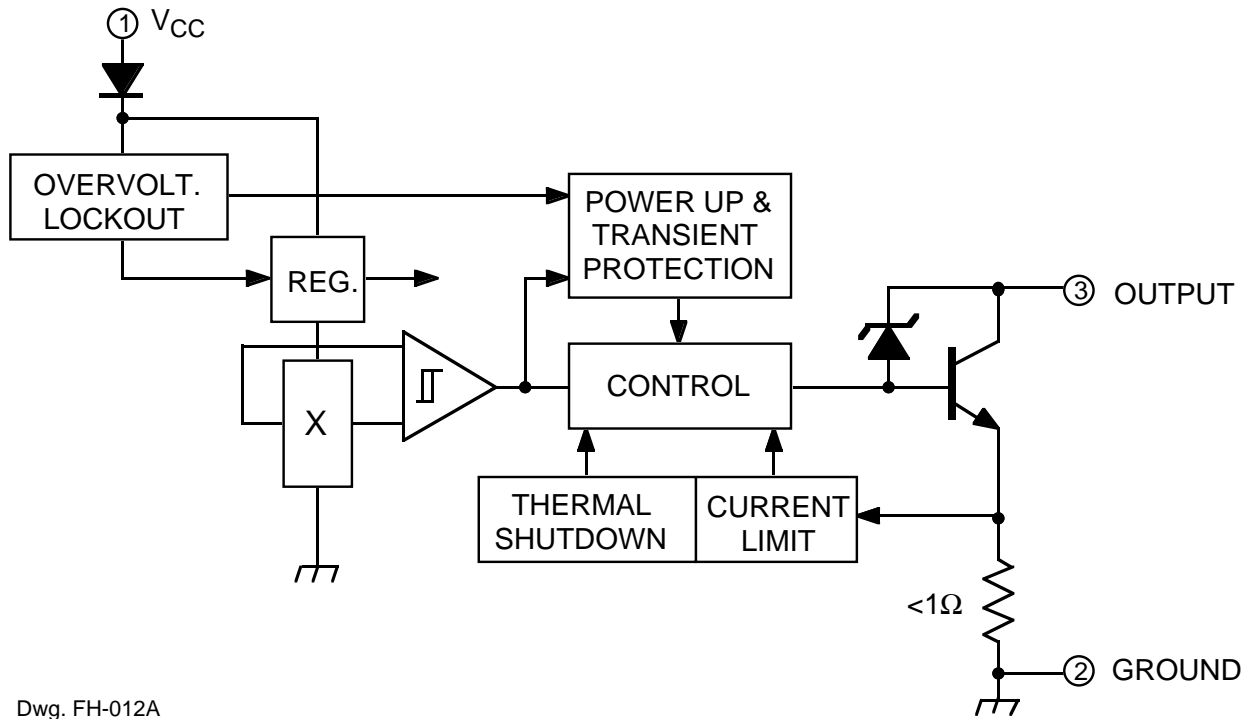 1 VCC
OVERVOLT.
LOCKOUT
POWER UP &
TRANSIENT
PROTECTION
REG.
3 OUTPUT
X
CONTROL
THERMAL
SHUTDOWN
CURRENT
LIMIT
<1Ω
2 GROUND
Dwg. FH-012A